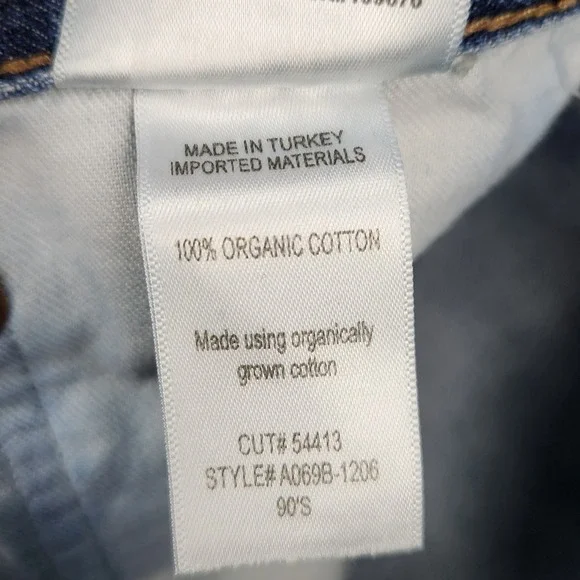 MADE IN TURKEY
IMPORTED MATERIALS
100% ORGANIC COTTON
Made using organically
grown cotton
CUT# 54413
STYLE# A069B-1206
90'S